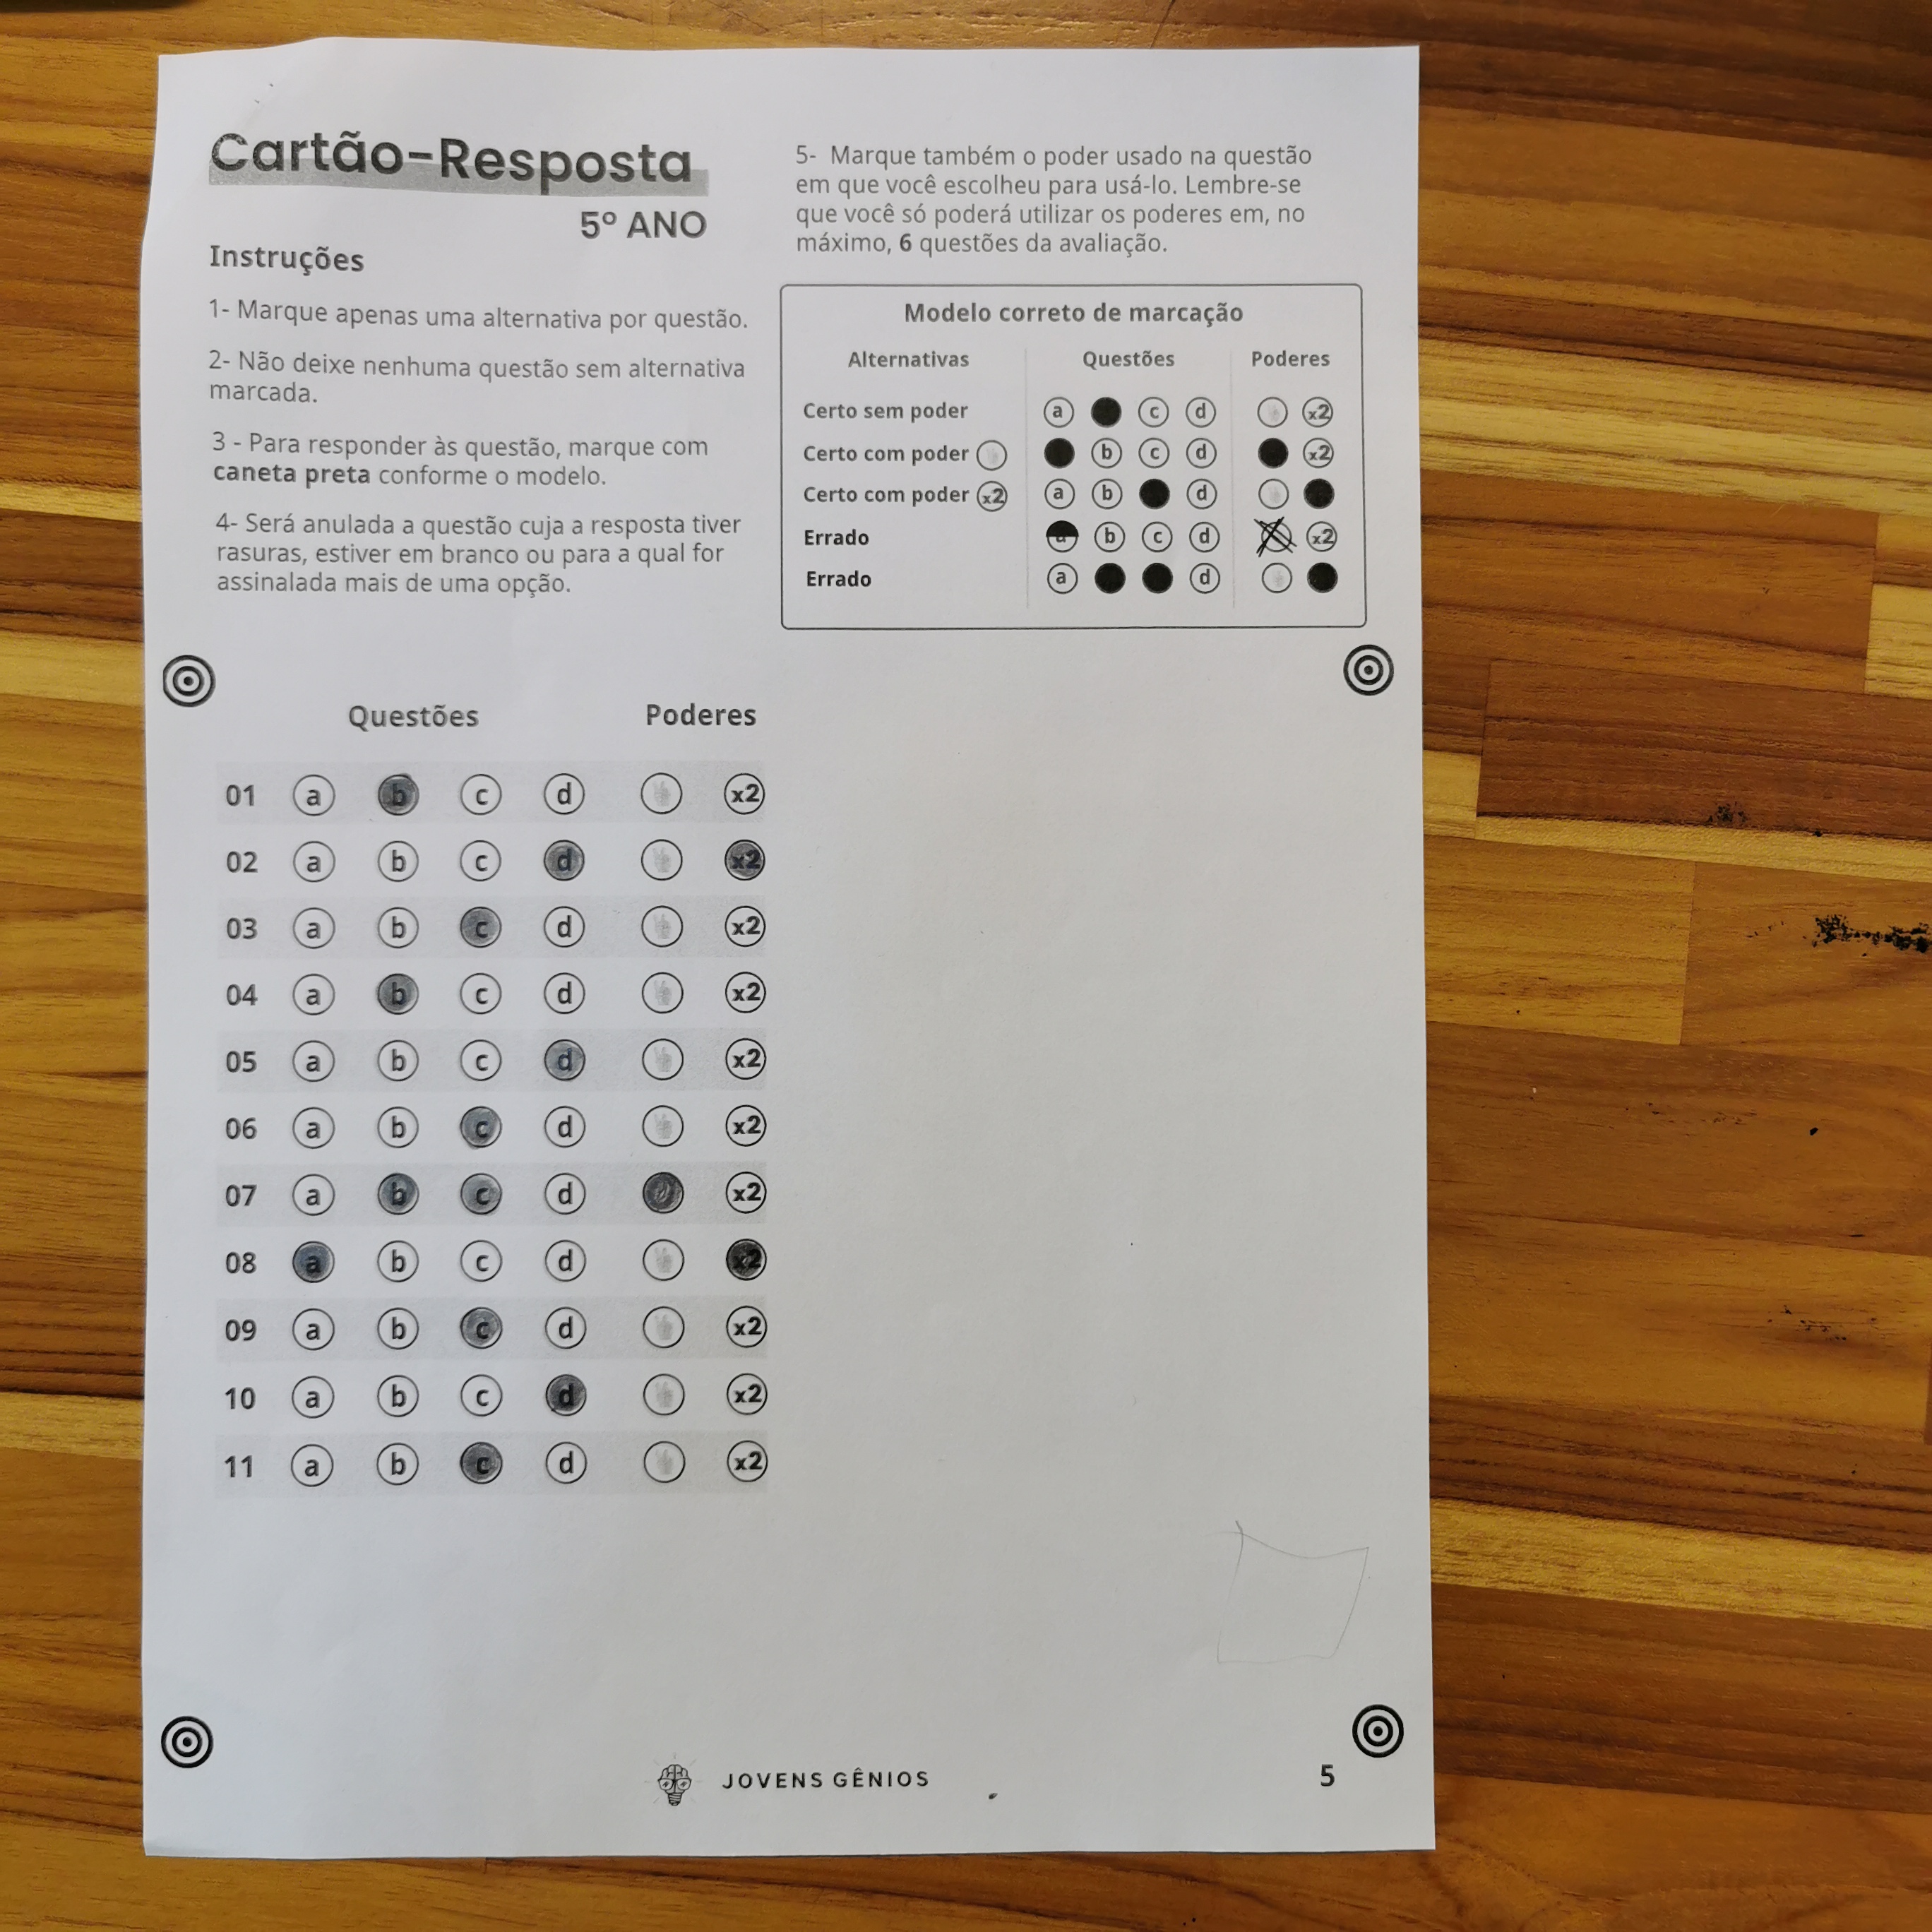 Cartão-Resposta
5º ANO
Instruções
1- Marque apenas uma alternativa por questão.
2- Não deixe nenhuma questão sem alternativa
marcada.
3 - Para responder às questão, marque com
caneta preta conforme o modelo.
4- Será anulada a questão cuja a resposta tiver
rasuras, estiver em branco ou para a qual for
assinalada mais de uma opção.
5- Marque também o poder usado na questão
em que você escolheu para usá-lo. Lembre-se
que você só poderá utilizar os poderes em, no
máximo, 6 questões da avaliação.
Modelo correto de marcação
Alternativas Questões Poderes
Certo sem poder a c d x2
Certo com poder b c d x2
Certo com poder x2 a b d
Errado a b c d x2
Errado a d
Questões Poderes
01 a b c d x2
02 a b c d x2
03 a b c d x2
04 a b c d x2
05 a b c d x2
06 a b c d x2
07 a b c d x2
08 a b c d x2
09 a b c d x2
10 a b c d x2
11 a b c d x2
JOVENS GÊNIOS
5